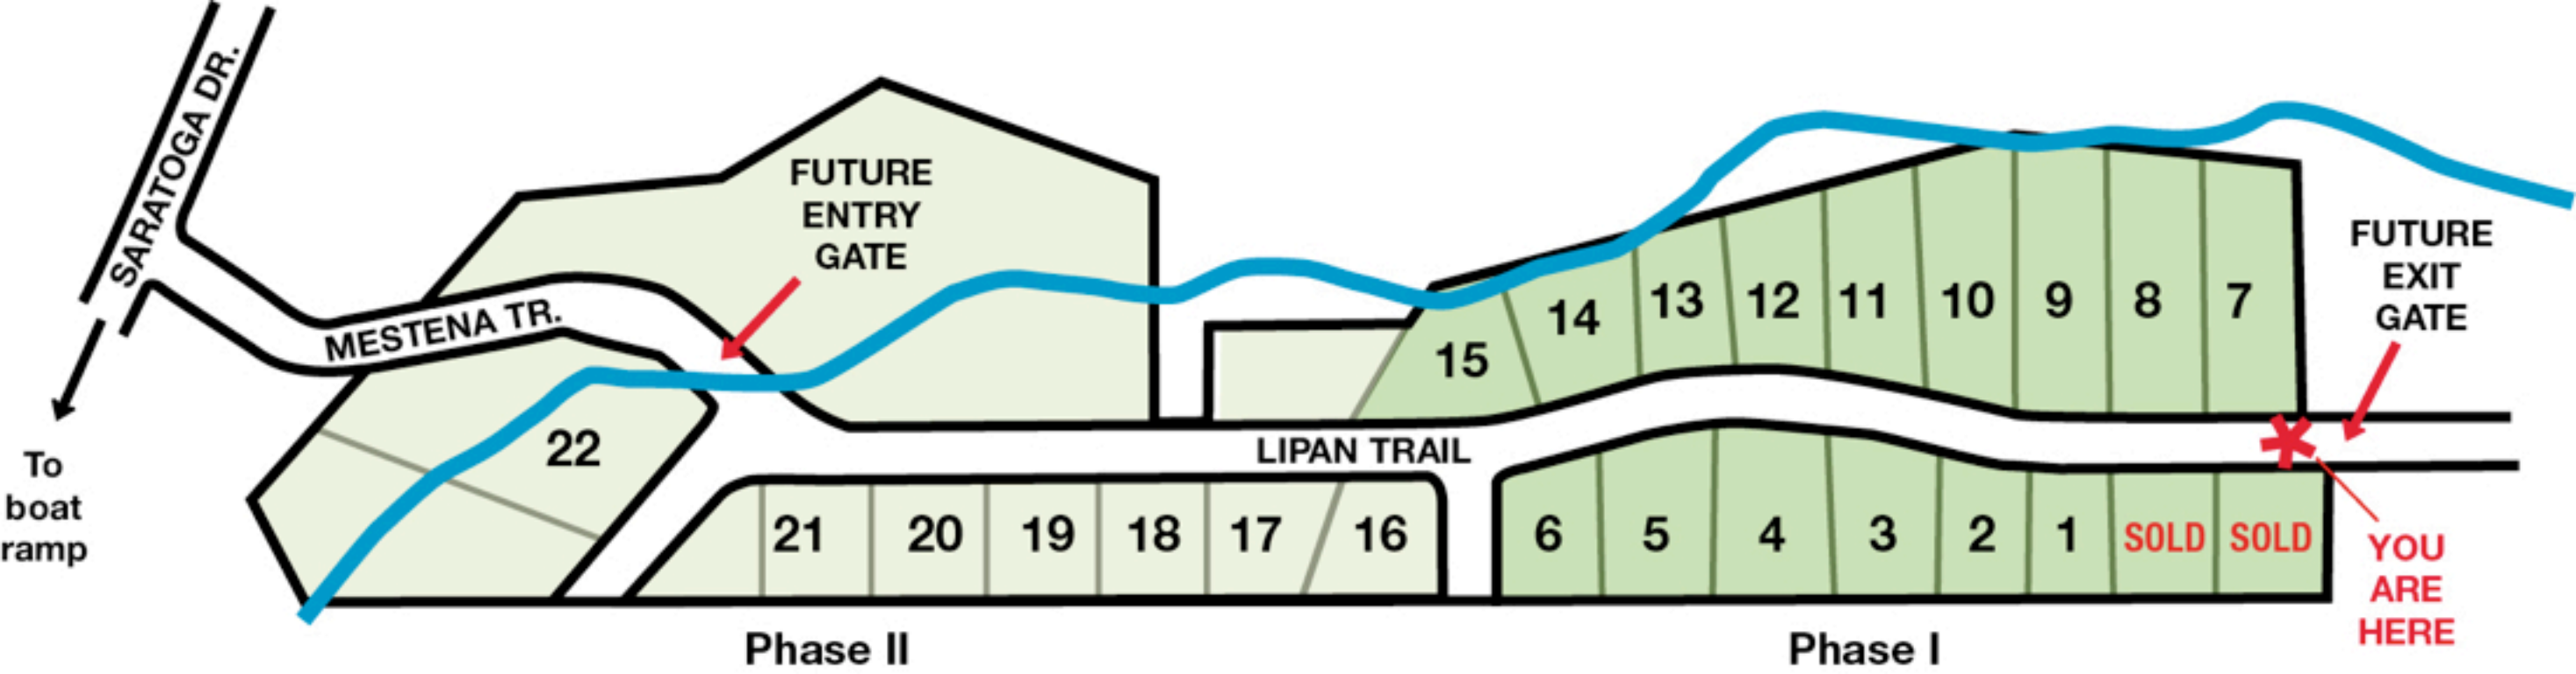 SARATOGA DR.
MESTENA TR.
To
boat
ramp
FUTURE
ENTRY
GATE
22
21
20
19
18
17
16
LIPAN TRAIL
15
14
13
12
11
10
9
8
7
6
5
4
3
2
1
SOLD
SOLD
FUTURE
EXIT
GATE
YOU
ARE
HERE
Phase II
Phase I